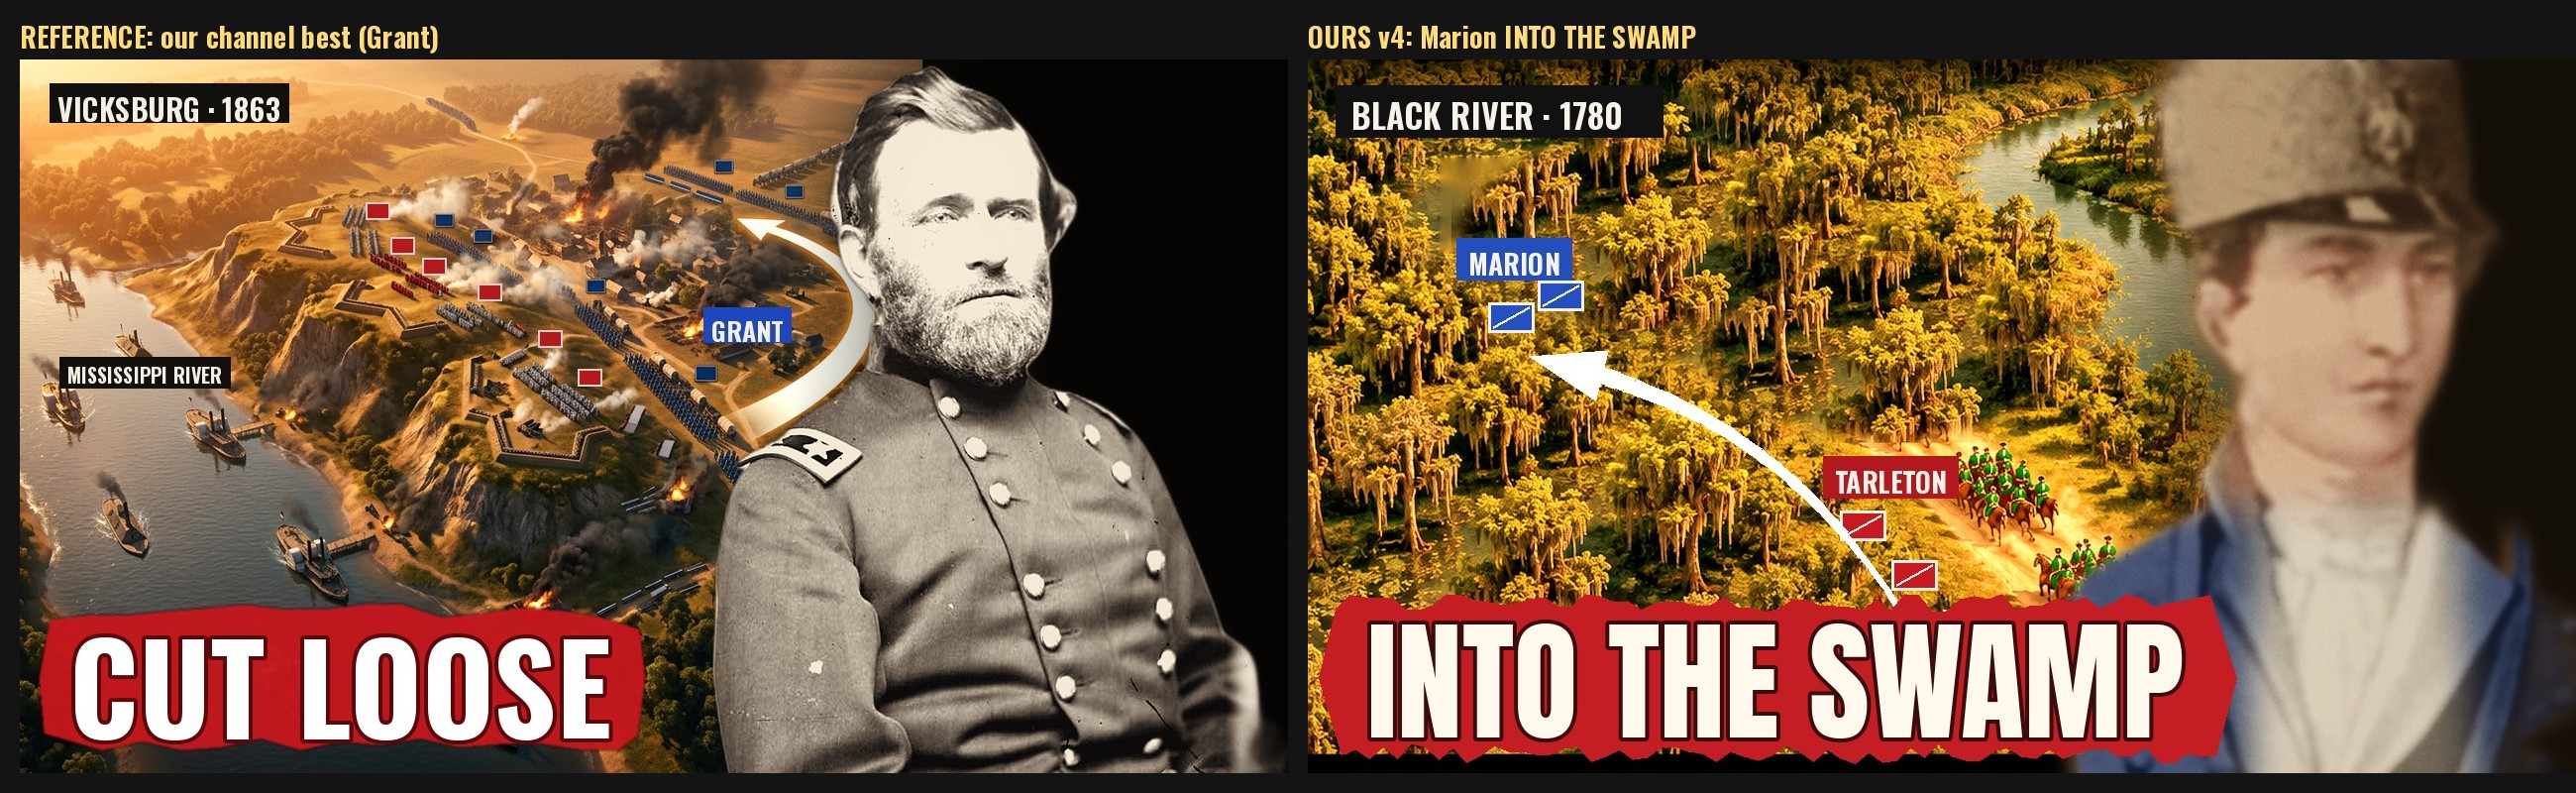 REFERENCE: our channel best (Grant)
VICKSBURG · 1863
GRANT
MISSISSIPPI RIVER
CUT LOOSE
OURS v4: Marion INTO THE SWAMP
BLACK RIVER · 1780
MARION
TARLETON
INTO THE SWAMP